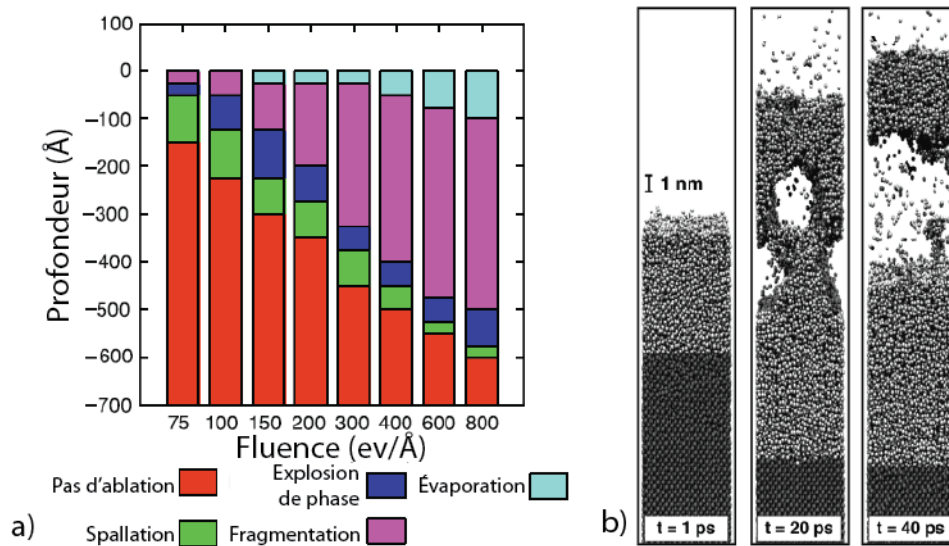 100
0
-100
-200
-300
-400
-500
-600
-700
Profondeur (Å)
75 100 150 200 300 400 600 800
Fluence (ev/Å)
Pas d'ablation
Explosion
de phase
Évaporation
Spallation
Fragmentation
a)
1 nm
t = 1 ps
t = 20 ps
t = 40 ps
b)